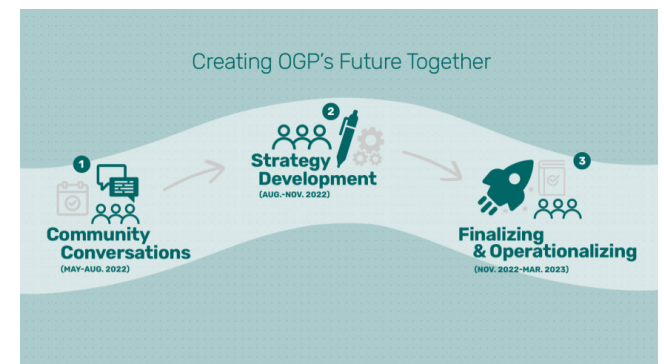 Creating OGP's Future Together
1
Community
Conversations
(MAY-AUG. 2022)
2
Strategy
Development
(AUG.-NOV. 2022)
3
Finalizing
& Operationalizing
(NOV. 2022-MAR. 2023)